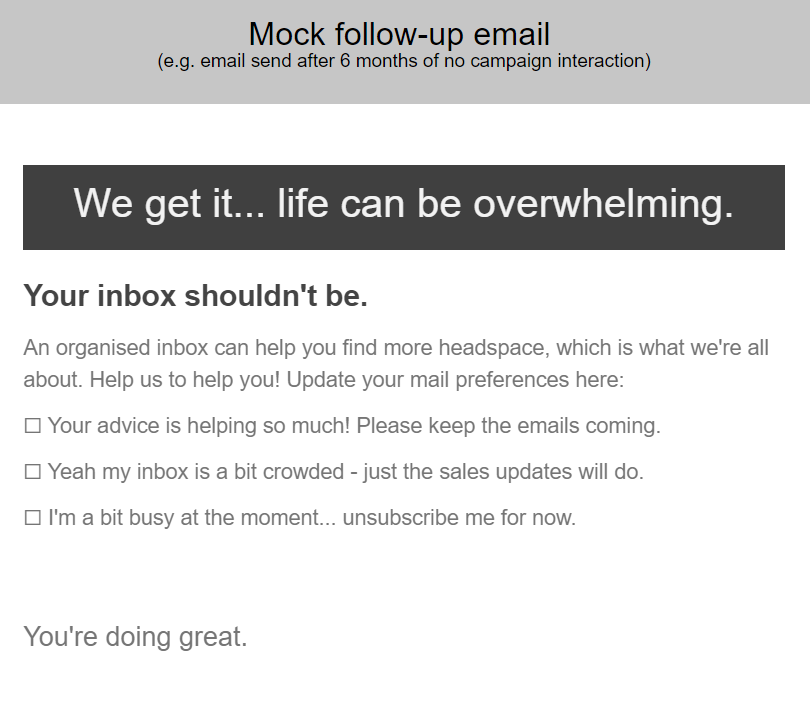 Mock follow-up email
(e.g. email send after 6 months of no campaign interaction)
We get it... life can be overwhelming.
Your inbox shouldn't be.
An organised inbox can help you find more headspace, which is what we're all
about. Help us to help you! Update your mail preferences here:
☐ Your advice is helping so much! Please keep the emails coming.
☐ Yeah my inbox is a bit crowded - just the sales updates will do.
☐ I'm a bit busy at the moment... unsubscribe me for now.
You're doing great.